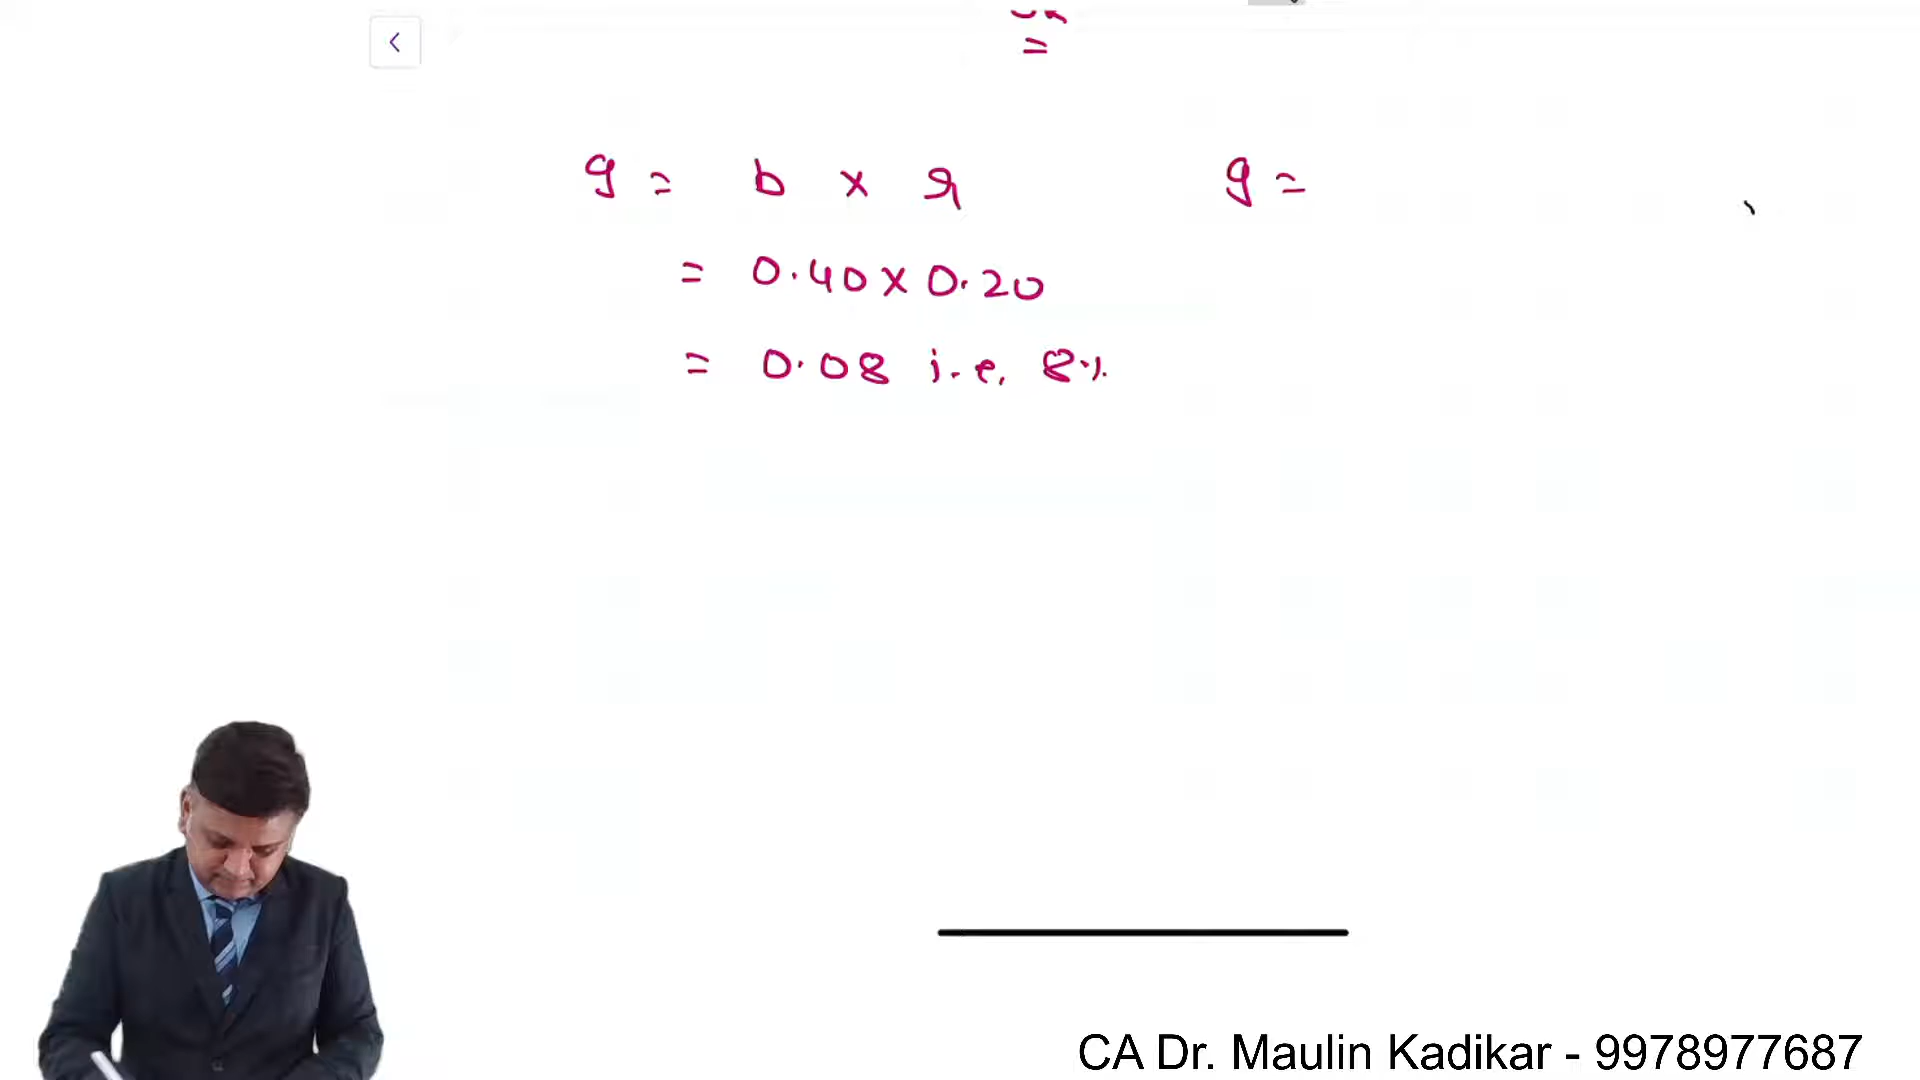 g = b × r g =
= 0.40 × 0.20
= 0.08 i.e. 8%
CA Dr. Maulin Kadikar - 9978977687